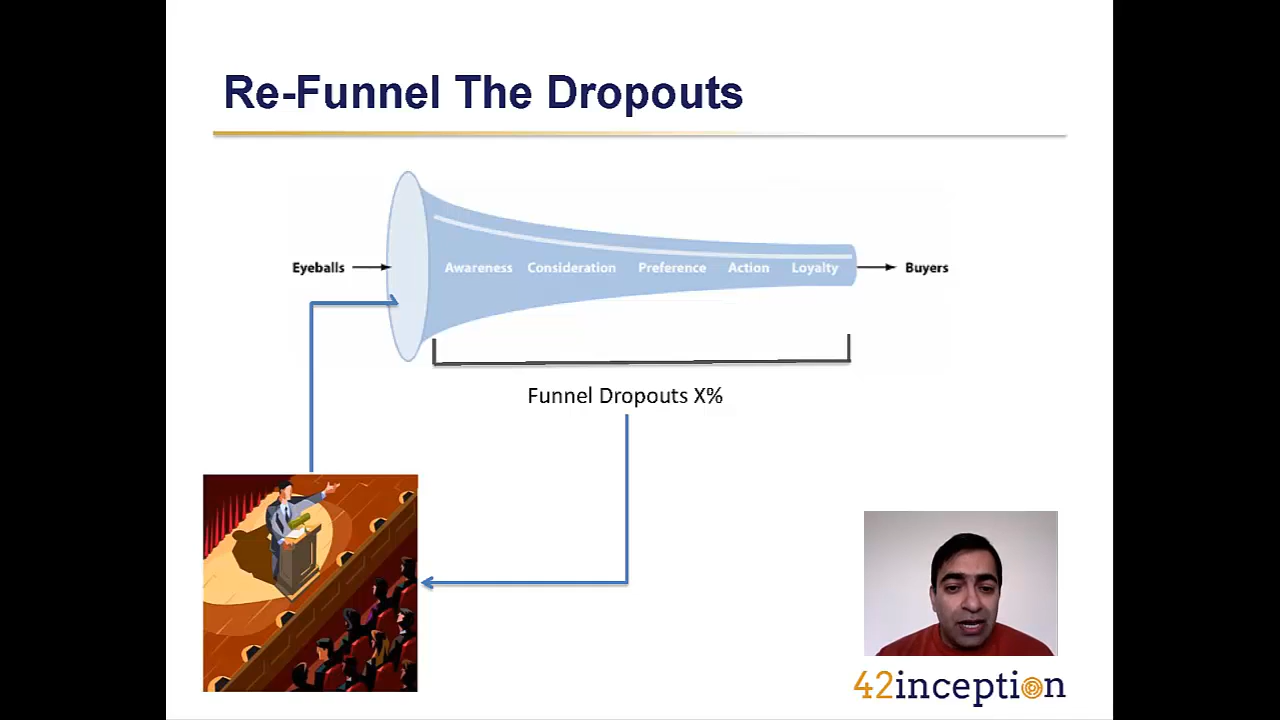 Re-Funnel The Dropouts
Eyeballs
Awareness Consideration Preference Action Loyalty
Buyers
Funnel Dropouts X%
42inception